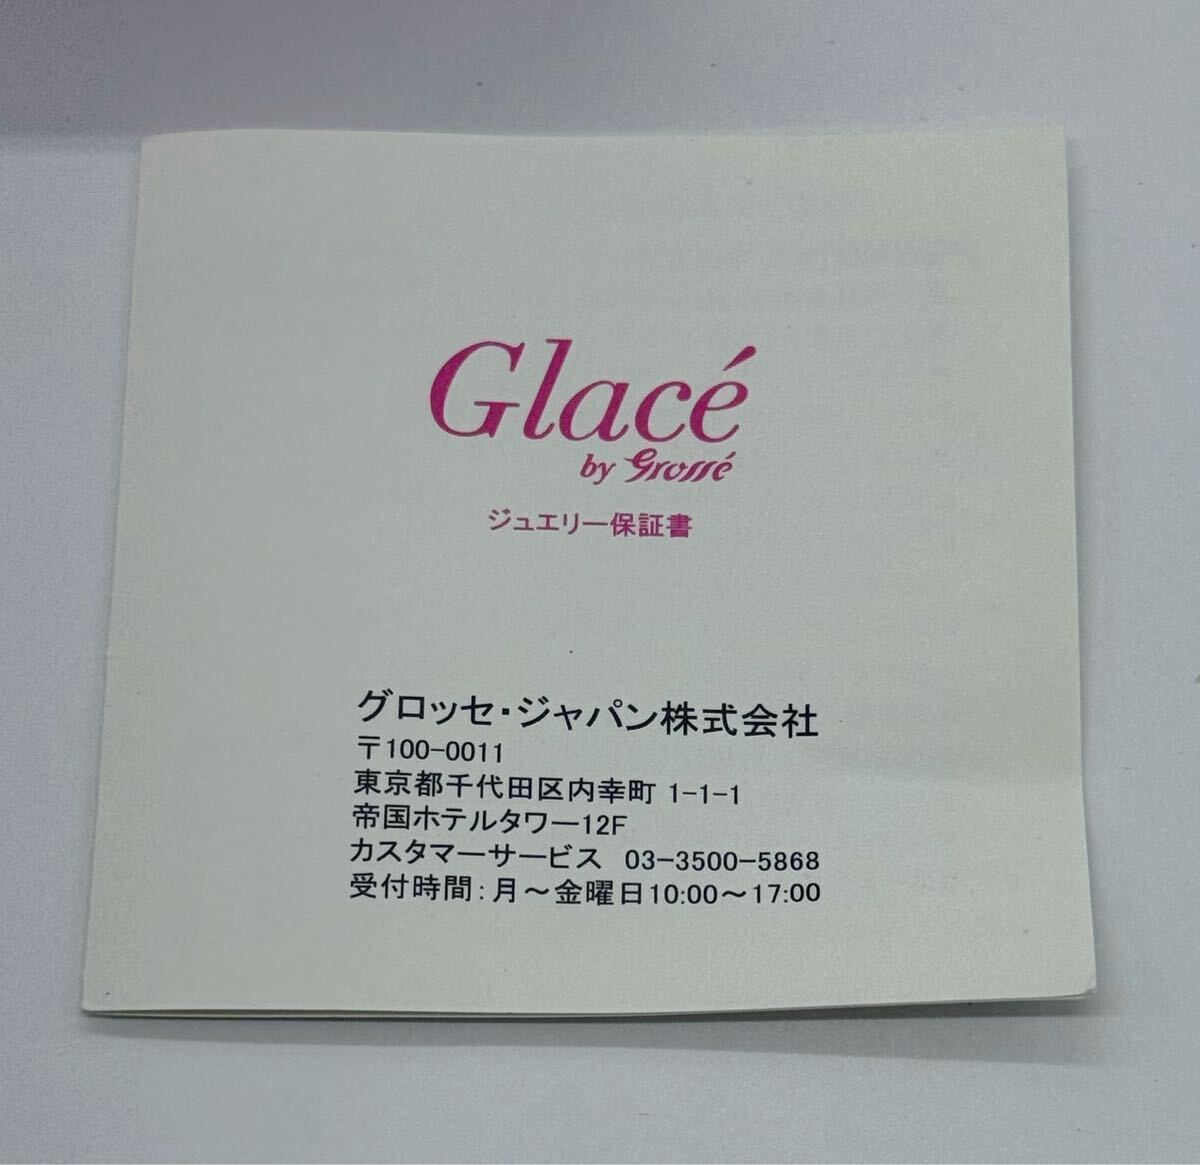 Glacé
by Grossé
ジュエリー保証書
グロッセ・ジャパン株式会社
〒100-0011
東京都千代田区内幸町 1-1-1
帝国ホテルタワー12F
カスタマーサービス 03-3500-5868
受付時間:月～金曜日10:00～17:00